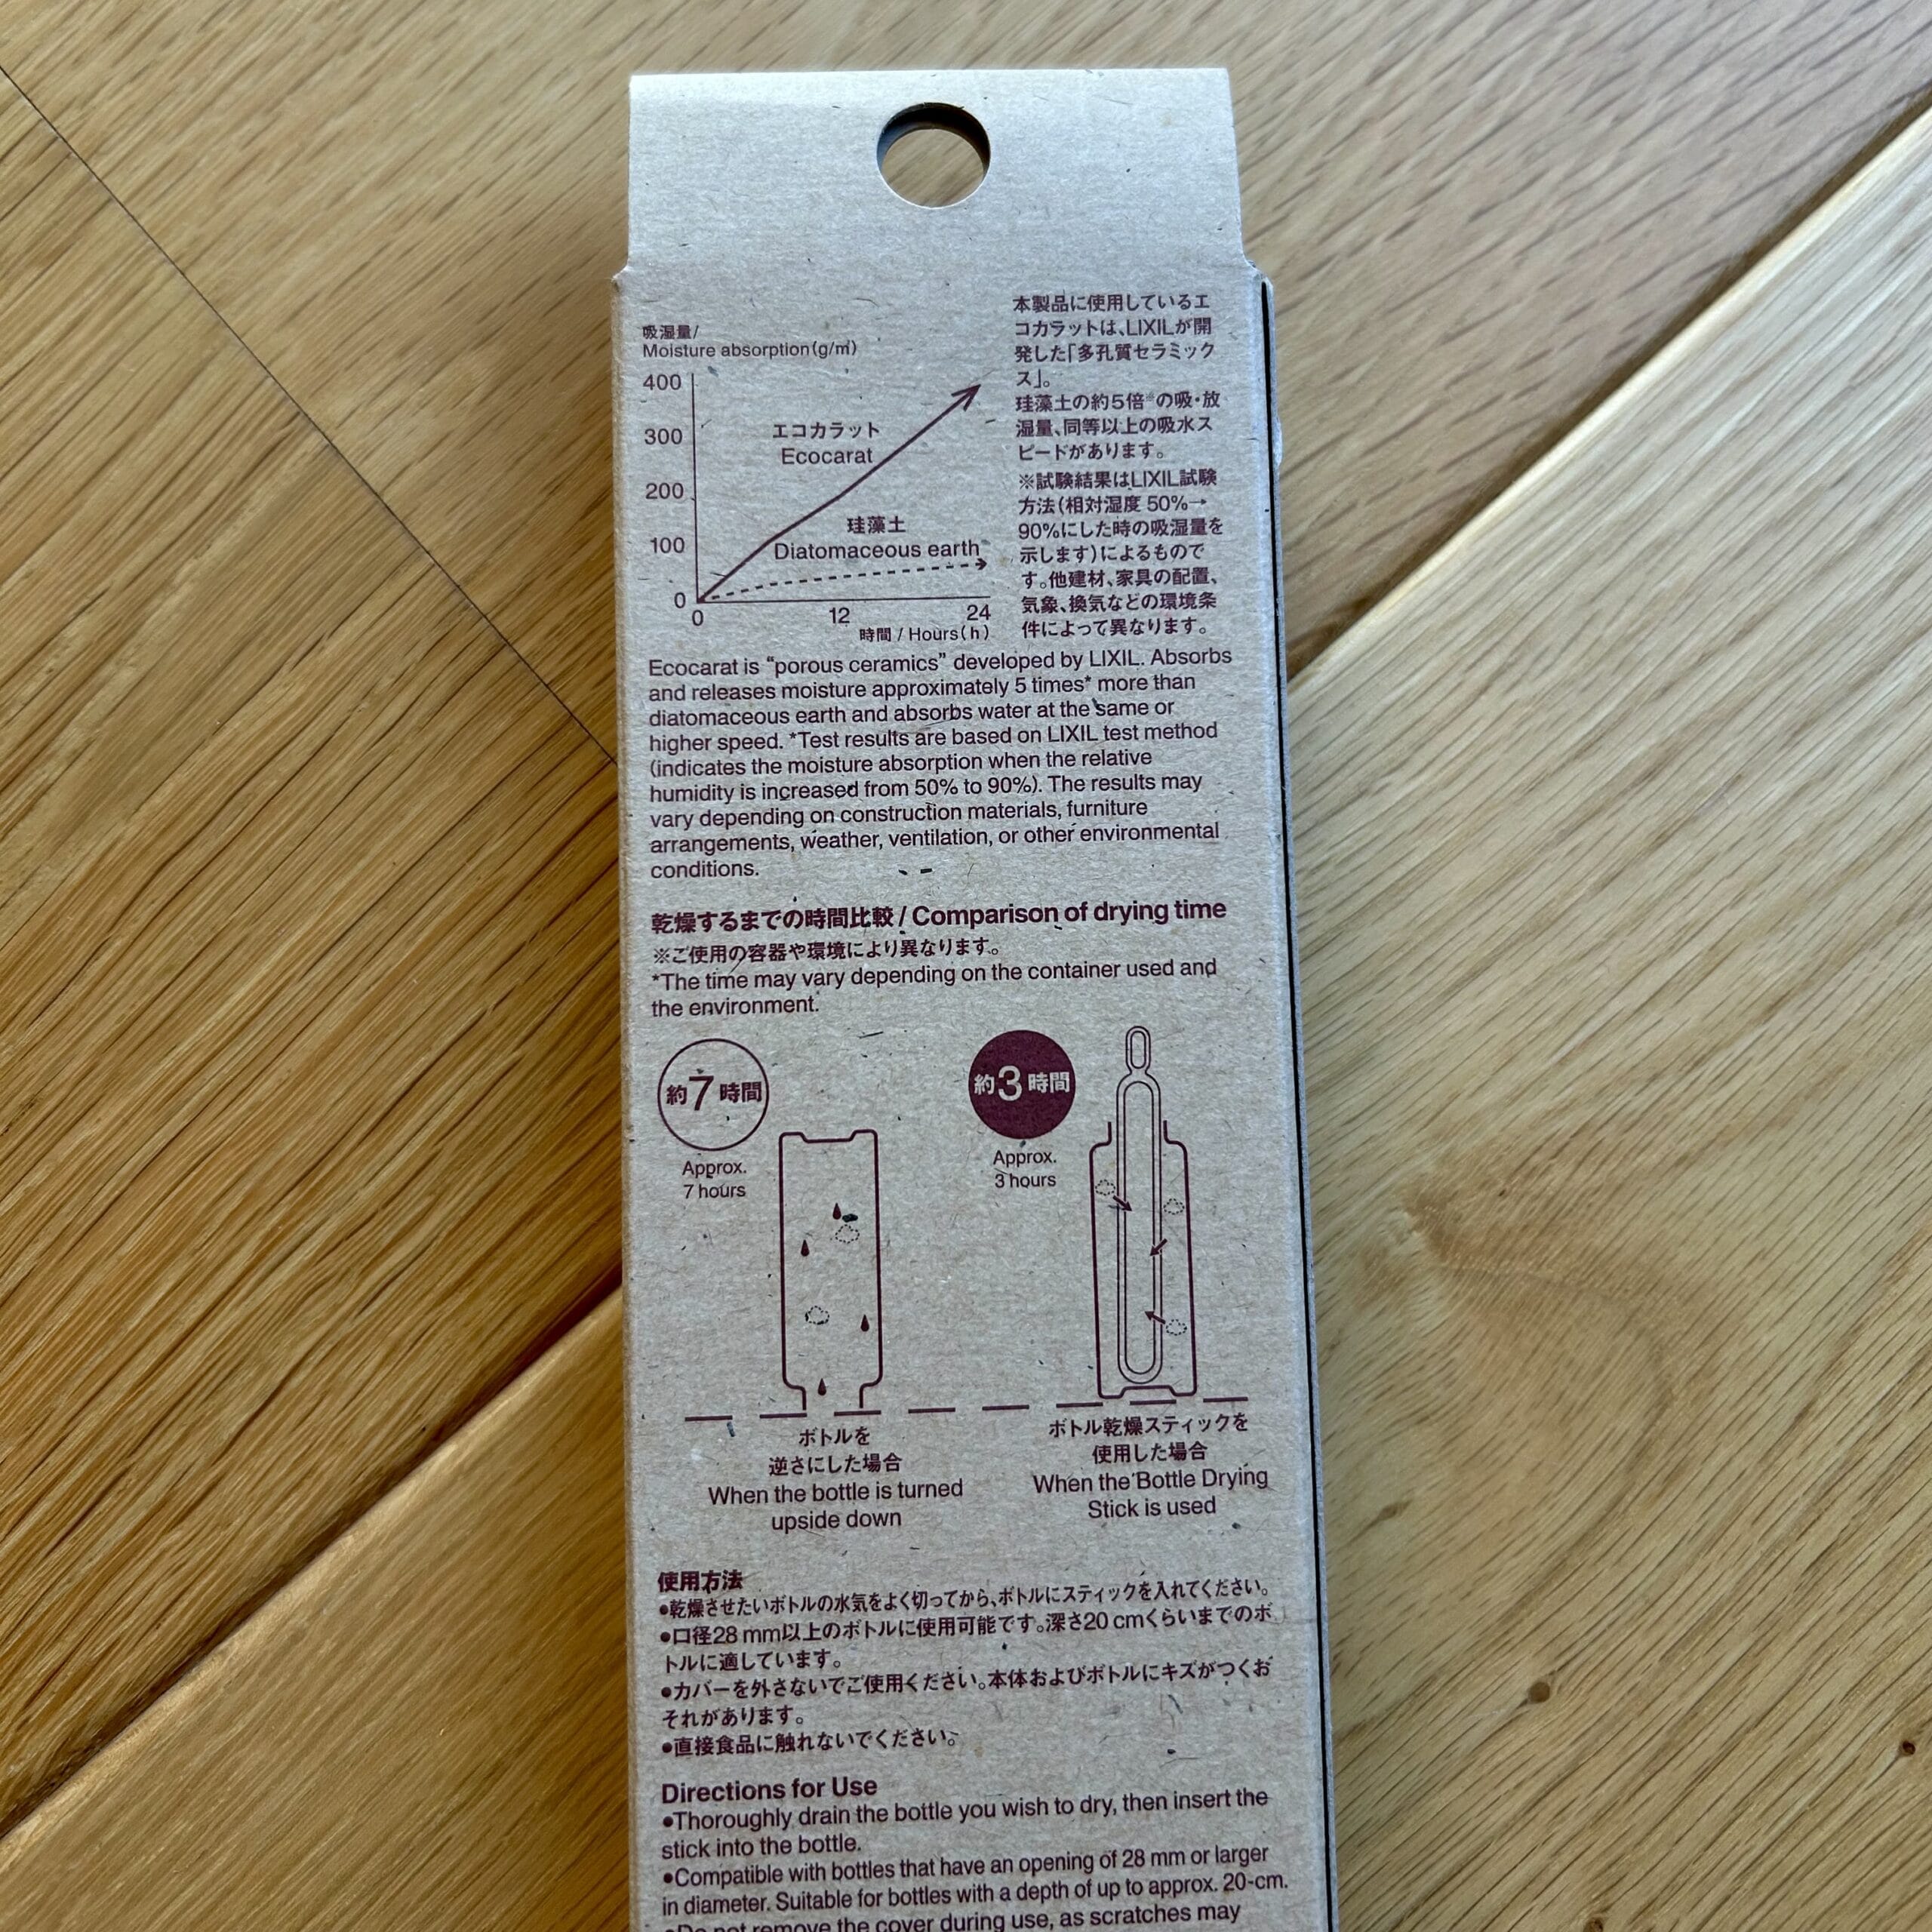 吸湿量/
Moisture absorption(g/㎡)
400
300
200
100
0
0
12
24
時間 / Hours(h)
エコカラット
Ecocarat
珪藻土
Diatomaceous earth
本製品に使用しているエ
コカラットは、LIXILが開
発した「多孔質セラミック
ス」。
珪藻土の約5倍※の吸・放
湿量、同等以上の吸水ス
ピードがあります。
※試験結果はLIXIL試験
方法(相対湿度 50%→
90%にした時の吸湿量を
示します)によるもので
す。他建材、家具の配置、
気象、換気などの環境条
件によって異なります。
Ecocarat is “porous ceramics” developed by LIXIL. Absorbs
and releases moisture approximately 5 times* more than
diatomaceous earth and absorbs water at the same or
higher speed. *Test results are based on LIXIL test method
(indicates the moisture absorption when the relative
humidity is increased from 50% to 90%). The results may
vary depending on construction materials, furniture
arrangements, weather, ventilation, or other environmental
conditions.
乾燥するまでの時間比較 / Comparison of drying time
※ご使用の容器や環境により異なります。
*The time may vary depending on the container used and
the environment.
約7時間
Approx.
7 hours
約3時間
Approx.
3 hours
ボトルを
逆さにした場合
When the bottle is turned
upside down
ボトル乾燥スティックを
使用した場合
When the Bottle Drying
Stick is used
使用方法
●乾燥させたいボトルの水気をよく切ってから、ボトルにスティックを入れてください。
●口径28 mm以上のボトルに使用可能です。深さ20 cmくらいまでのボ
トルに適しています。
●カバーを外さないでご使用ください。本体およびボトルにキズがつくお
それがあります。
●直接食品に触れないでください。
Directions for Use
●Thoroughly drain the bottle you wish to dry, then insert the
stick into the bottle.
●Compatible with bottles that have an opening of 28 mm or larger
in diameter. Suitable for bottles with a depth of up to approx. 20-cm.
●Do not remove the cover during use, as scratches may